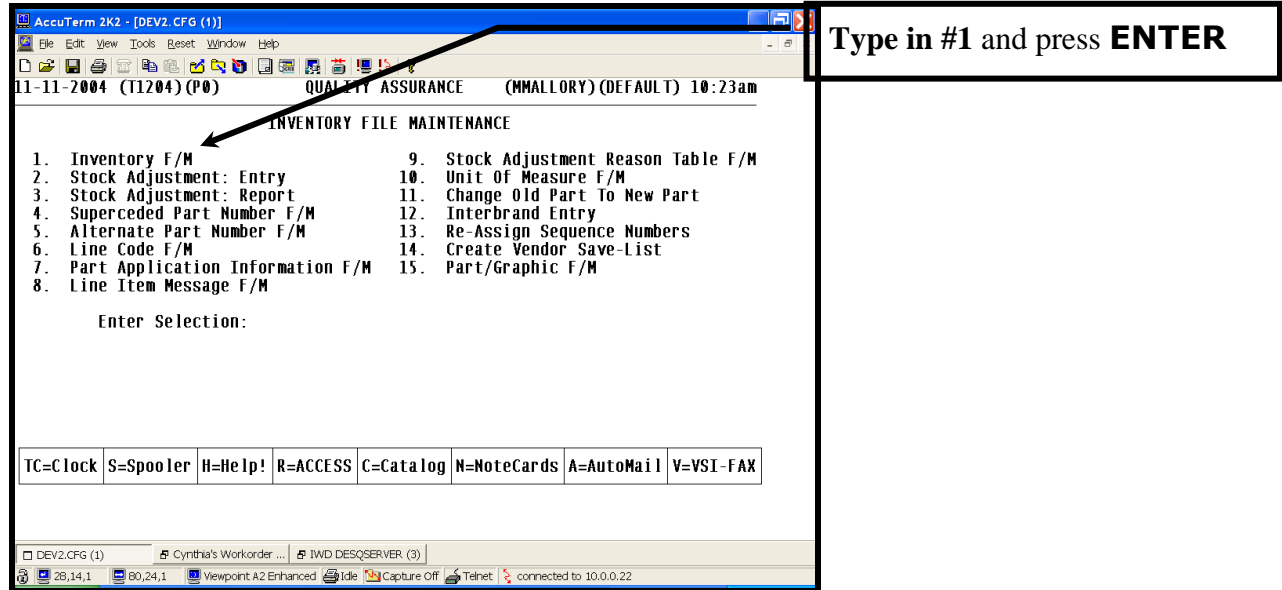 AccuTerm 2K2 - [DEV2.CFG (1)]
File Edit View Tools Reset Window Help
Type in #1 and press ENTER
11-11-2004 (T1204)(P0) QUALITY ASSURANCE (MMALLORY)(DEFAULT) 10:23am
INVENTORY FILE MAINTENANCE
1. Inventory F/M 9. Stock Adjustment Reason Table F/M
2. Stock Adjustment: Entry 10. Unit Of Measure F/M
3. Stock Adjustment: Report 11. Change Old Part To New Part
4. Superceded Part Number F/M 12. Interbrand Entry
5. Alternate Part Number F/M 13. Re-Assign Sequence Numbers
6. Line Code F/M 14. Create Vendor Save-List
7. Part Application Information F/M 15. Part/Graphic F/M
8. Line Item Message F/M
Enter Selection:
TC=Clock S=Spooler H=Help! R=ACCESS C=Catalog N=NoteCards A=AutoMail V=VSI-FAX
DEV2.CFG (1) Cynthia's Workorder ... IWD DESQSERVER (3)
28,14,1 80,24,1 Viewpoint A2 Enhanced Idle Capture Off Telnet connected to 10.0.0.22